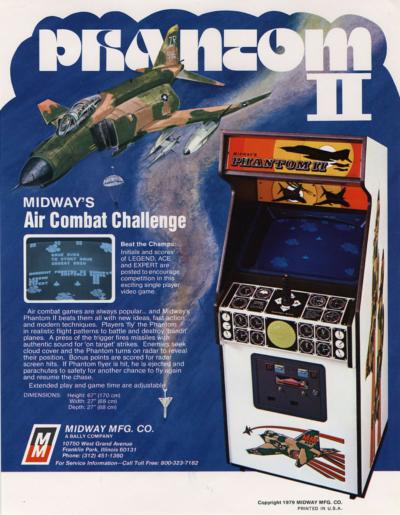 PHANTOM
II
MIDWAY'S
Air Combat Challenge
Beat the Champs:
Initials and scores
of LEGEND, ACE
and EXPERT are
posted to encourage
competition in this
exciting single player
video game.
Air combat games are always popular... and Midway's
Phantom II beats them all with new ideas, fast action
and modern techniques. Players 'fly' the Phantom
in realistic flight patterns to battle and destroy bandit
planes. A press of the trigger fires missiles with
authentic sound for 'on target' strikes. Enemies seek
cloud cover and the Phantom turns on radar to reveal
their position. Bonus points are scored for radar
screen hits. If Phantom flyer is hit, he is ejected and
parachutes to safety for another chance to fly again
and resume the chase.
Extended play and game time are adjustable.
DIMENSIONS: Height: 67" (170 cm)
Width: 27" (68 cm)
Depth: 27" (68 cm)
MIDWAY MFG. CO.
A BALLY COMPANY
10750 West Grand Avenue
Franklin Park, Illinois 60131
Phone: (312) 451-1360
For Service Information—Call Toll Free: 800-323-7182
MIDWAY'S
PHANTOM II
Copyright 1979 MIDWAY MFG. CO.
PRINTED IN U.S.A.